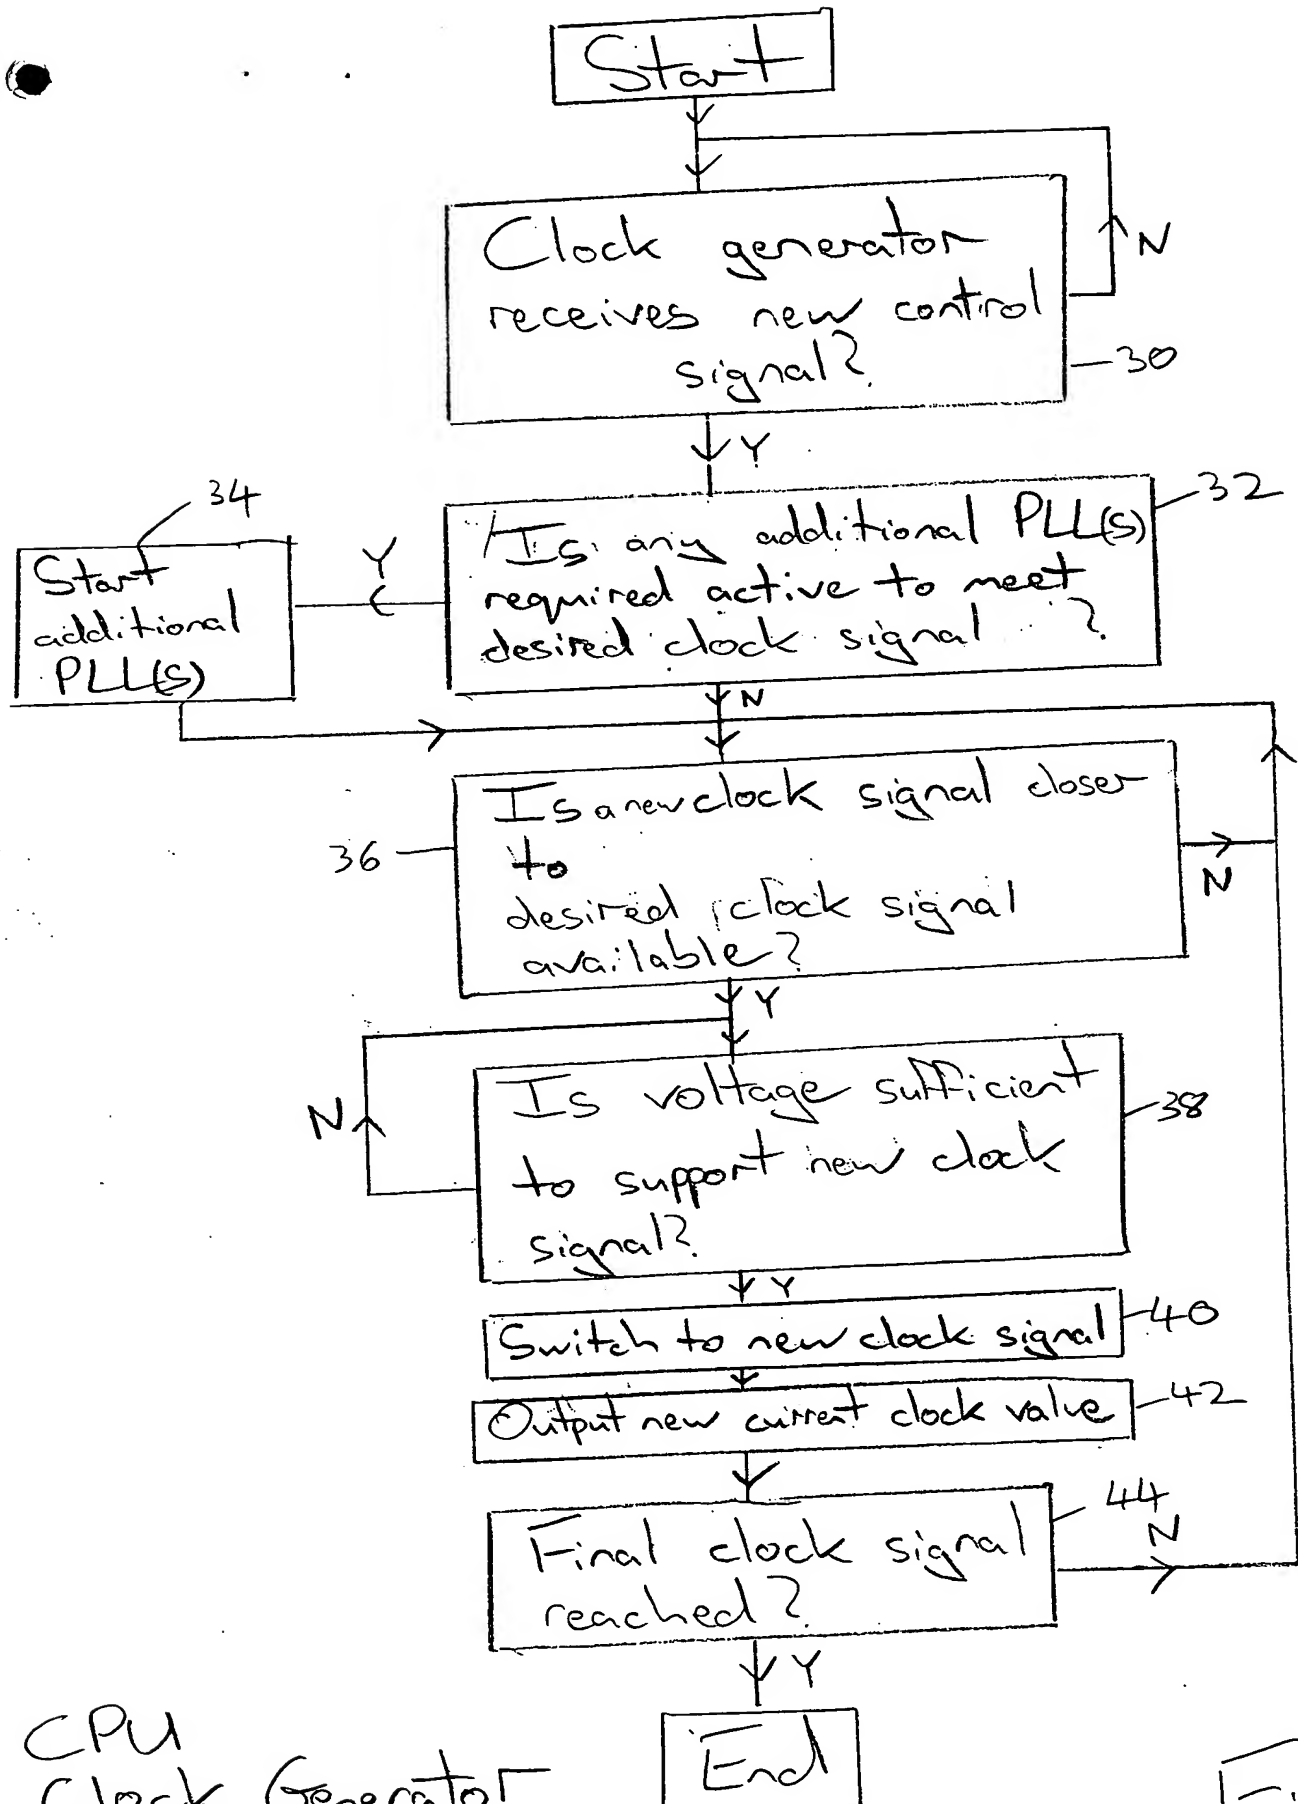 Start
Clock generator
receives new control
signal?
N
30
Y
34
32
Is any additional PLL(s)
required active to meet
desired clock signal ?
Y
Start
additional
PLL(s)
N
Is a new clock signal closer
to
desired clock signal
available?
36
N
Y
Is voltage sufficient
to support new clock
signal?
38
N
Y
Switch to new clock signal
40
Output new current clock value
42
Final clock signal
reached?
44
N
Y
End
CPU
Clock Generator